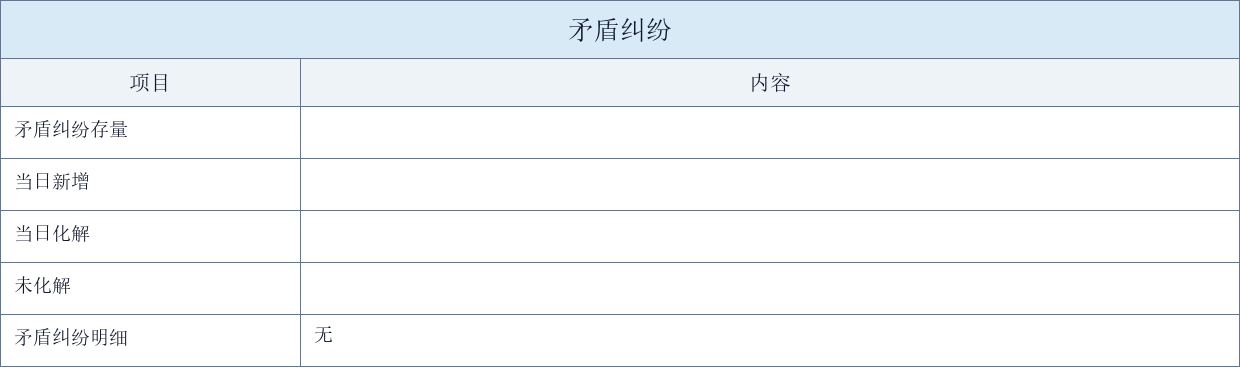 矛盾纠纷
项目 内容
矛盾纠纷存量
当日新增
当日化解
未化解
矛盾纠纷明细 无